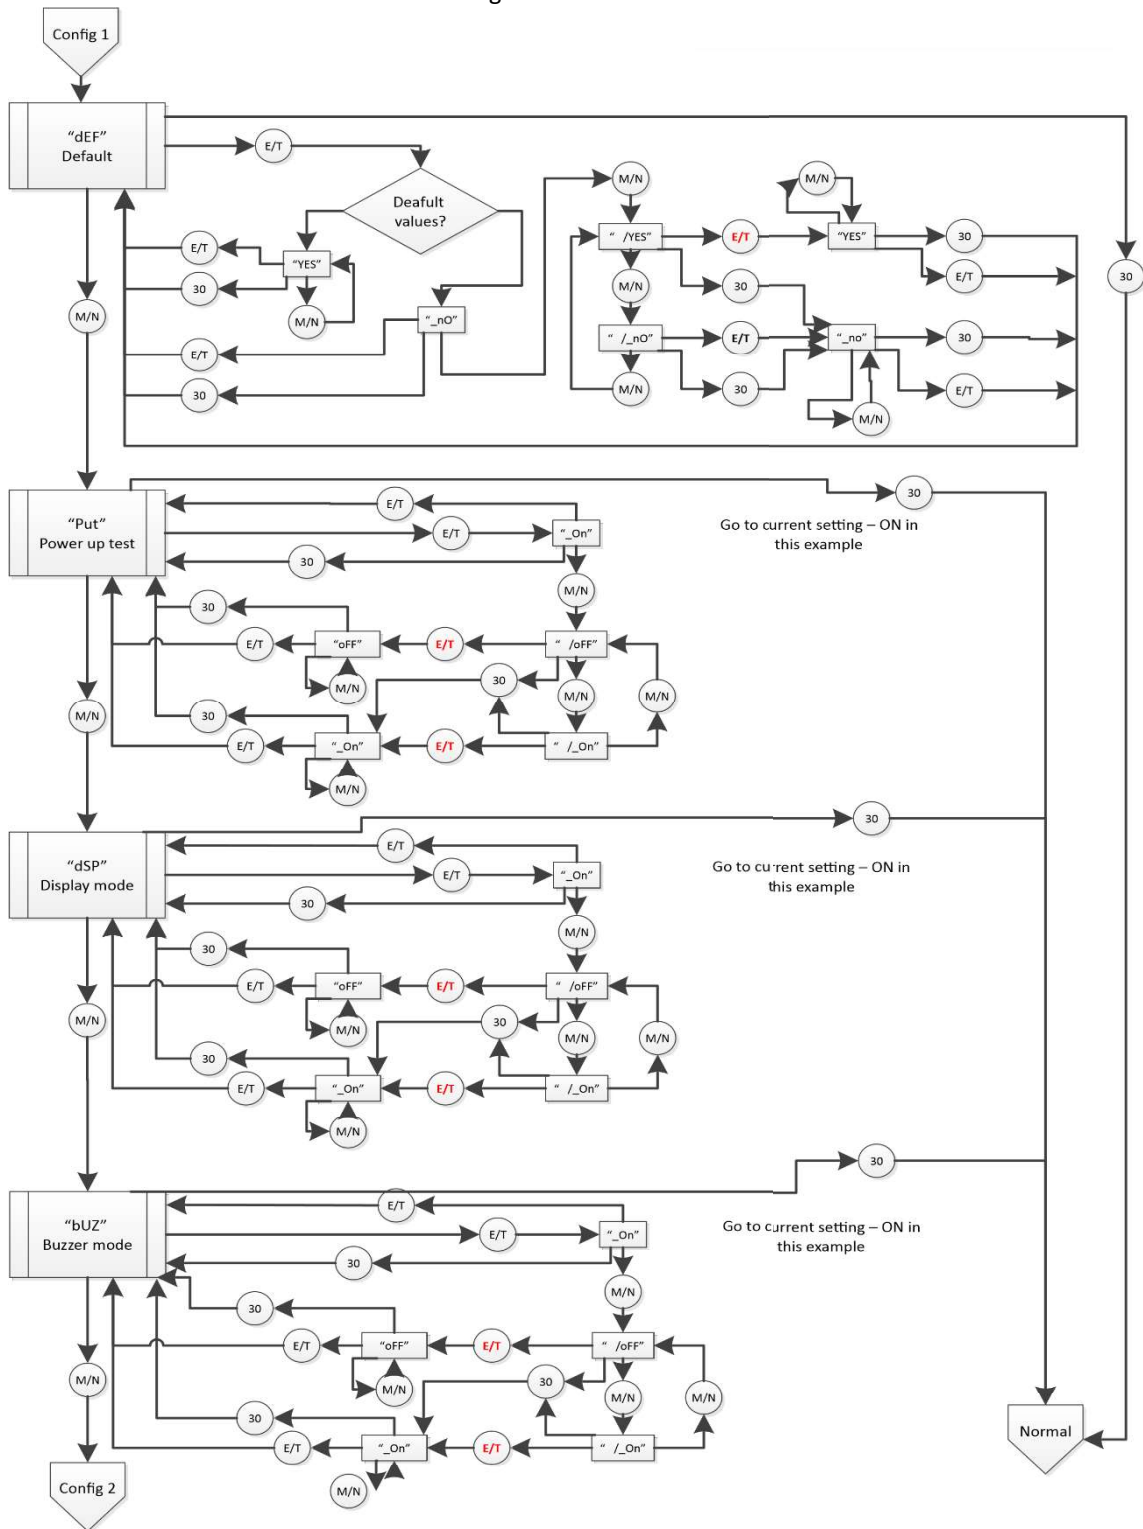 Config 1
“dEF”
Default
E/T
Deafult
values?
M/N
M/N
“ /YES”
E/T
“YES”
30
E/T
“YES”
E/T
30
M/N
M/N
30
30
“_nO”
M/N
“ /_nO”
E/T
“_no”
30
E/T
30
M/N
30
E/T
M/N
“Put”
Power up test
30
E/T
E/T
“_On”
30
Go to current setting – ON in
this example
M/N
30
E/T
“oFF”
E/T
“ /oFF”
M/N
30
M/N
M/N
M/N
30
E/T
“_On”
E/T
“ /_On”
M/N
“dSP”
Display mode
30
E/T
E/T
“_On”
30
Go to current setting – ON in
this example
M/N
30
E/T
“oFF”
E/T
“ /oFF”
M/N
M/N
30
M/N
M/N
30
E/T
“_On”
E/T
“ /_On”
M/N
“bUZ”
Buzzer mode
30
E/T
E/T
“_On”
30
Go to current setting – ON in
this example
M/N
30
E/T
“oFF”
E/T
“ /oFF”
M/N
M/N
30
M/N
M/N
30
E/T
“_On”
E/T
“ /_On”
M/N
Config 2
Normal